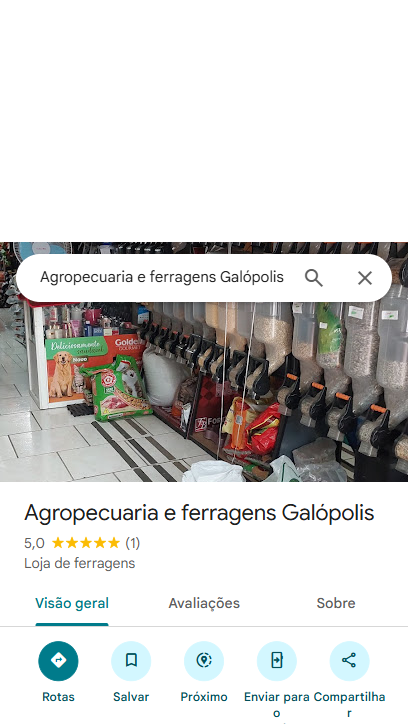 Agropecuaria e ferragens Galópolis
Deliciosamente
Golden
Agropecuaria e ferragens Galópolis
5,0 (1)
Loja de ferragens
Visão geral
Avaliações
Sobre
Rotas
Salvar
Próximo
Enviar para o
Compartilhar